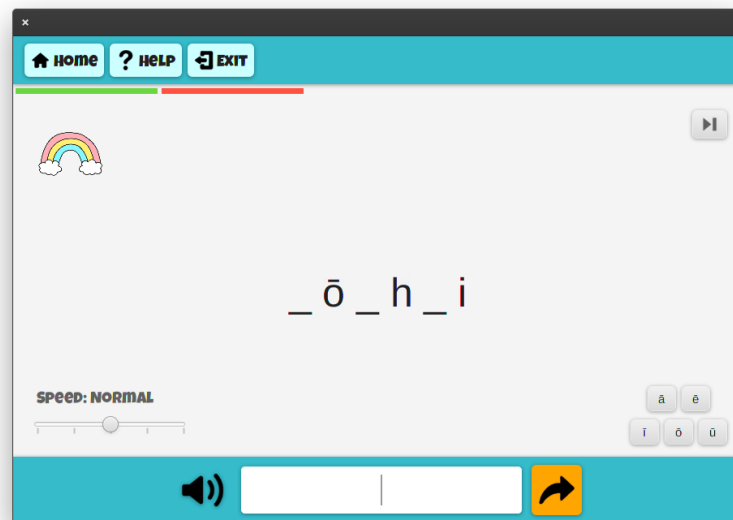 Home
HELP
EXIT
_ ō _ h _ i
SPEED: NORMAL
ā ē
ī ō ū